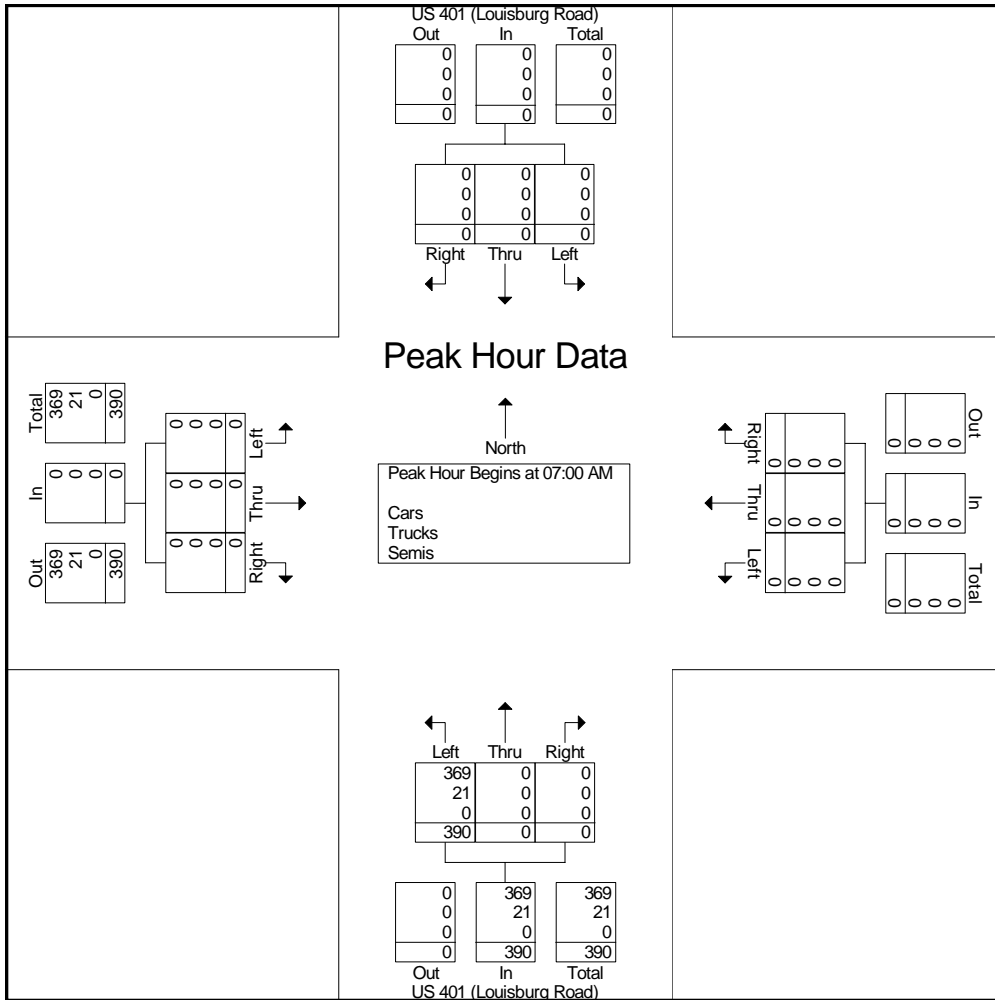 US 401 (Louisburg Road)
Out In Total
0 0 0
0 0 0
0 0 0
0 0 0
0 0 0
0 0 0
0 0 0
0 0 0
Right Thru Left
Peak Hour Data
Total
369
21
0
390
In
0
0
0
0
Out
369
21
0
390
Left
0
0
0
0
Thru
0
0
0
0
Right
0
0
0
0
North
Peak Hour Begins at 07:00 AM
Cars
Trucks
Semis
Right
0
0
0
0
Thru
0
0
0
0
Left
0
0
0
0
Out
0
0
0
0
In
0
0
0
0
Total
0
0
0
0
Left Thru Right
369 0 0
21 0 0
0 0 0
390 0 0
0 369 369
0 21 21
0 0 0
0 390 390
Out In Total
US 401 (Louisburg Road)